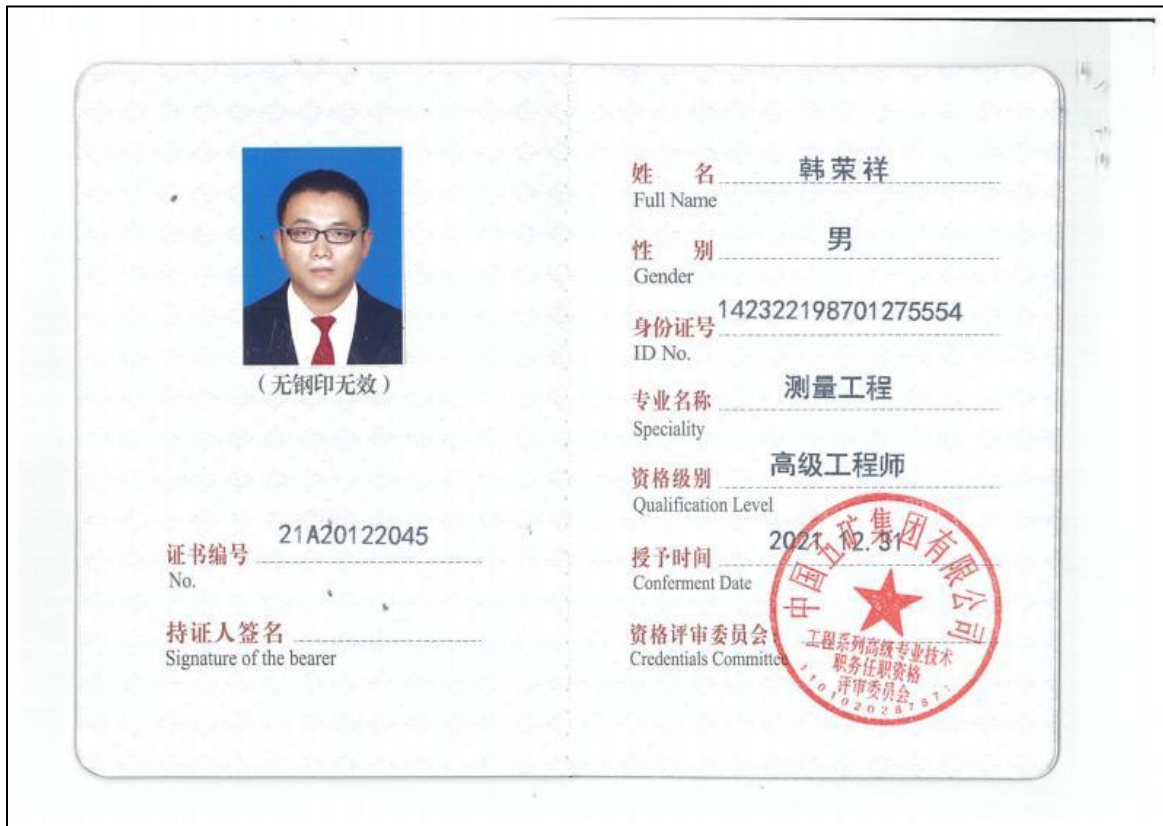 （无钢印无效）
证书编号 21A20122045
No.
持证人签名
Signature of the bearer
姓 名 韩荣祥
Full Name
性 别 男
Gender
身份证号 142322198701275554
ID No.
专业名称 测量工程
Speciality
资格级别 高级工程师
Qualification Level
授予时间 2021.12.31
Conferment Date
资格评审委员会：
Credentials Committee
中国五矿集团有限公司
工程系列高级专业技术
职务任职资格
评审委员会